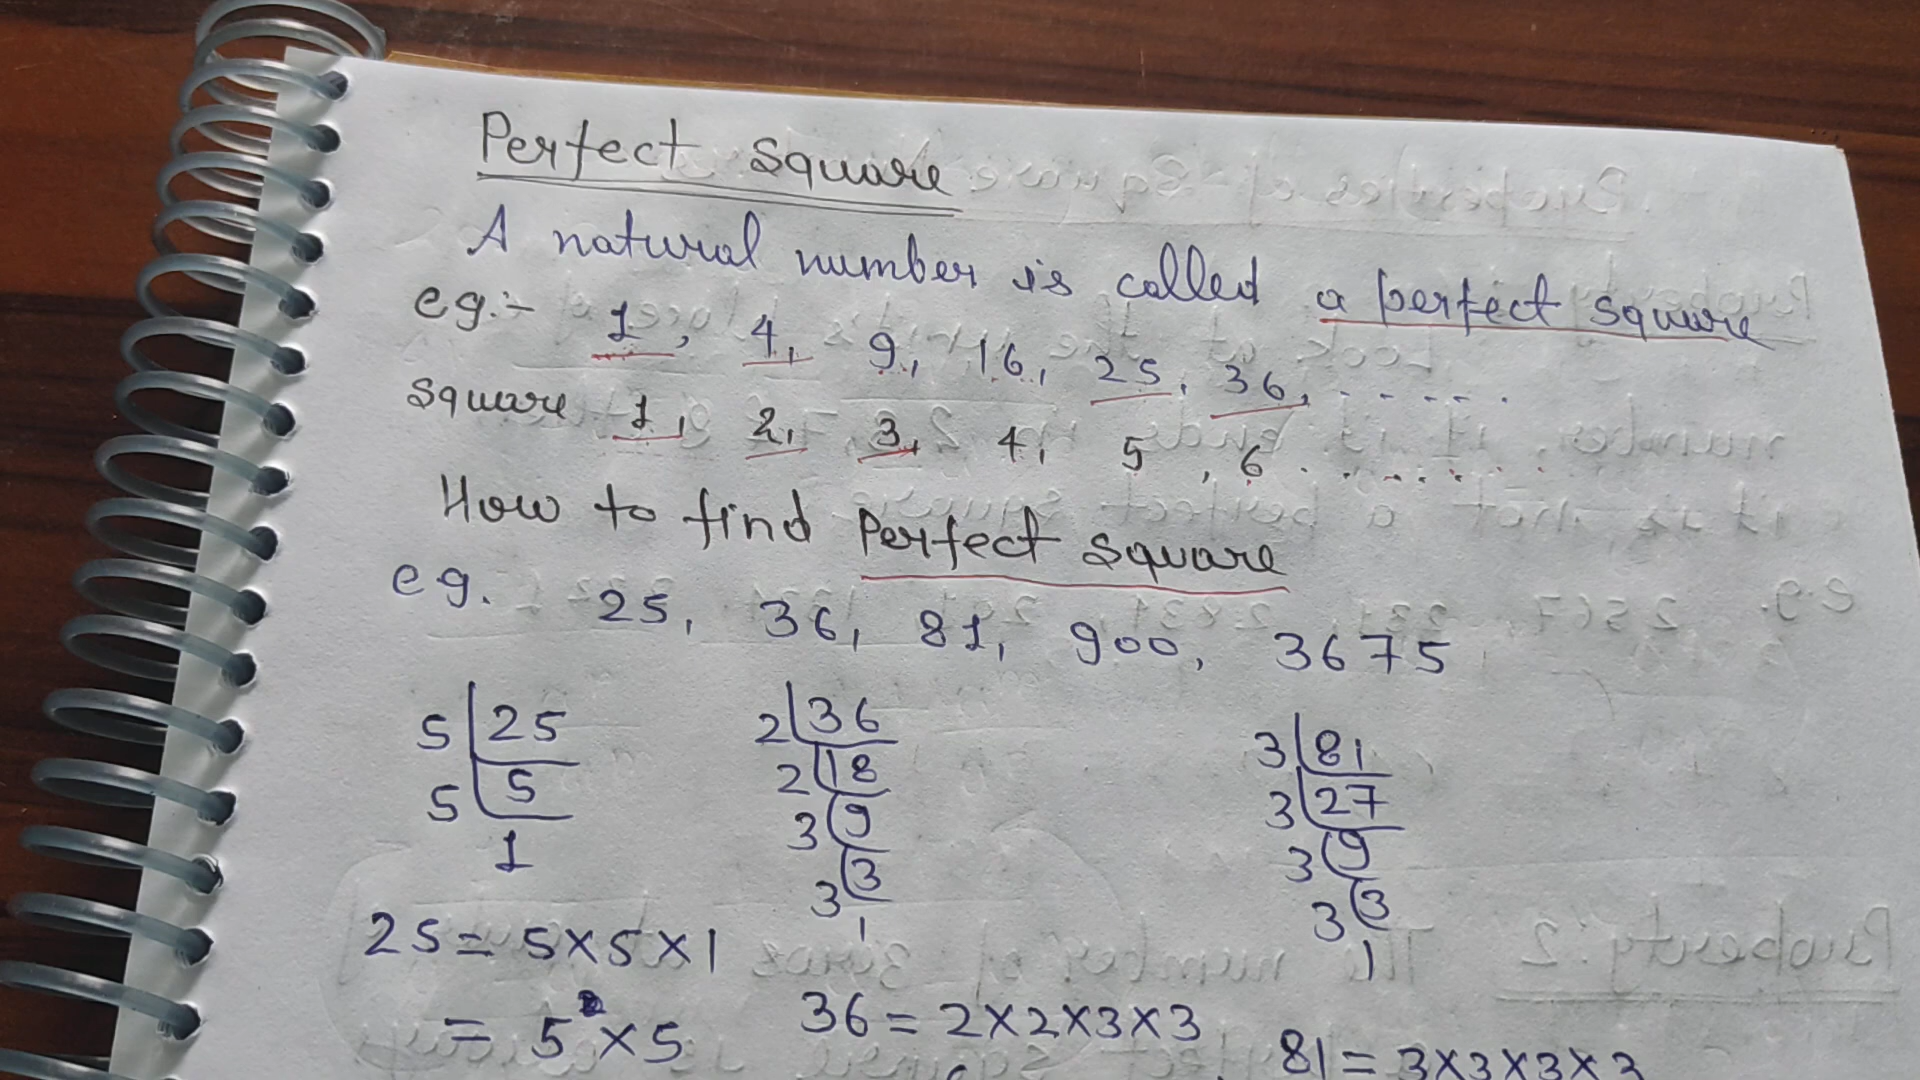 Perfect Square
A natural number is called a perfect square
eg:- 1, 4, 9, 16, 25, 36, ......
square 1, 2, 3, 4, 5, 6 .......
How to find Perfect Square
eg. 25, 36, 81, 900, 3675
5 | 25
5 | 5
1
2 | 36
2 | 18
3 | 9
3 | 3
1
3 | 81
3 | 27
3 | 9
3 | 3
1
25 = 5×5×1
= 5²×5
36 = 2×2×3×3
81 = 3×3×3×3